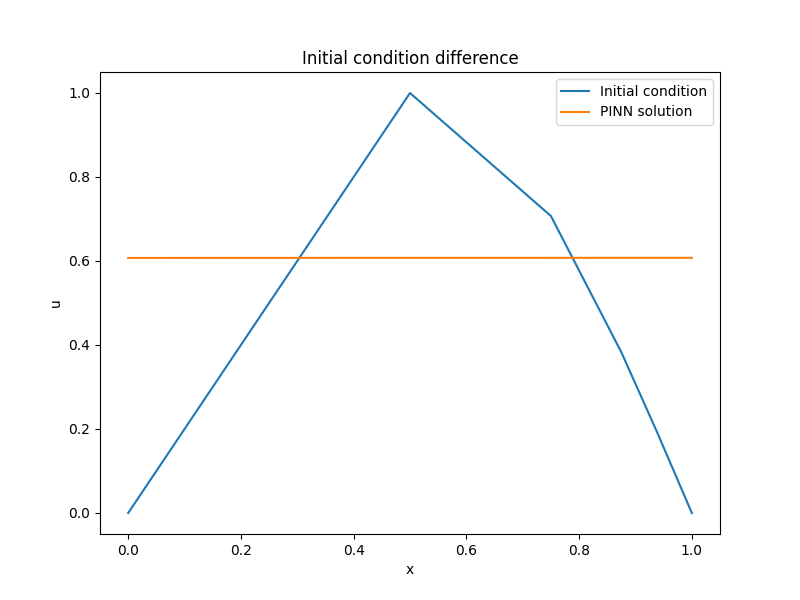 Initial condition difference
Initial condition
PINN solution
1.0
0.8
0.6
0.4
0.2
0.0
u
0.0 0.2 0.4 0.6 0.8 1.0
x